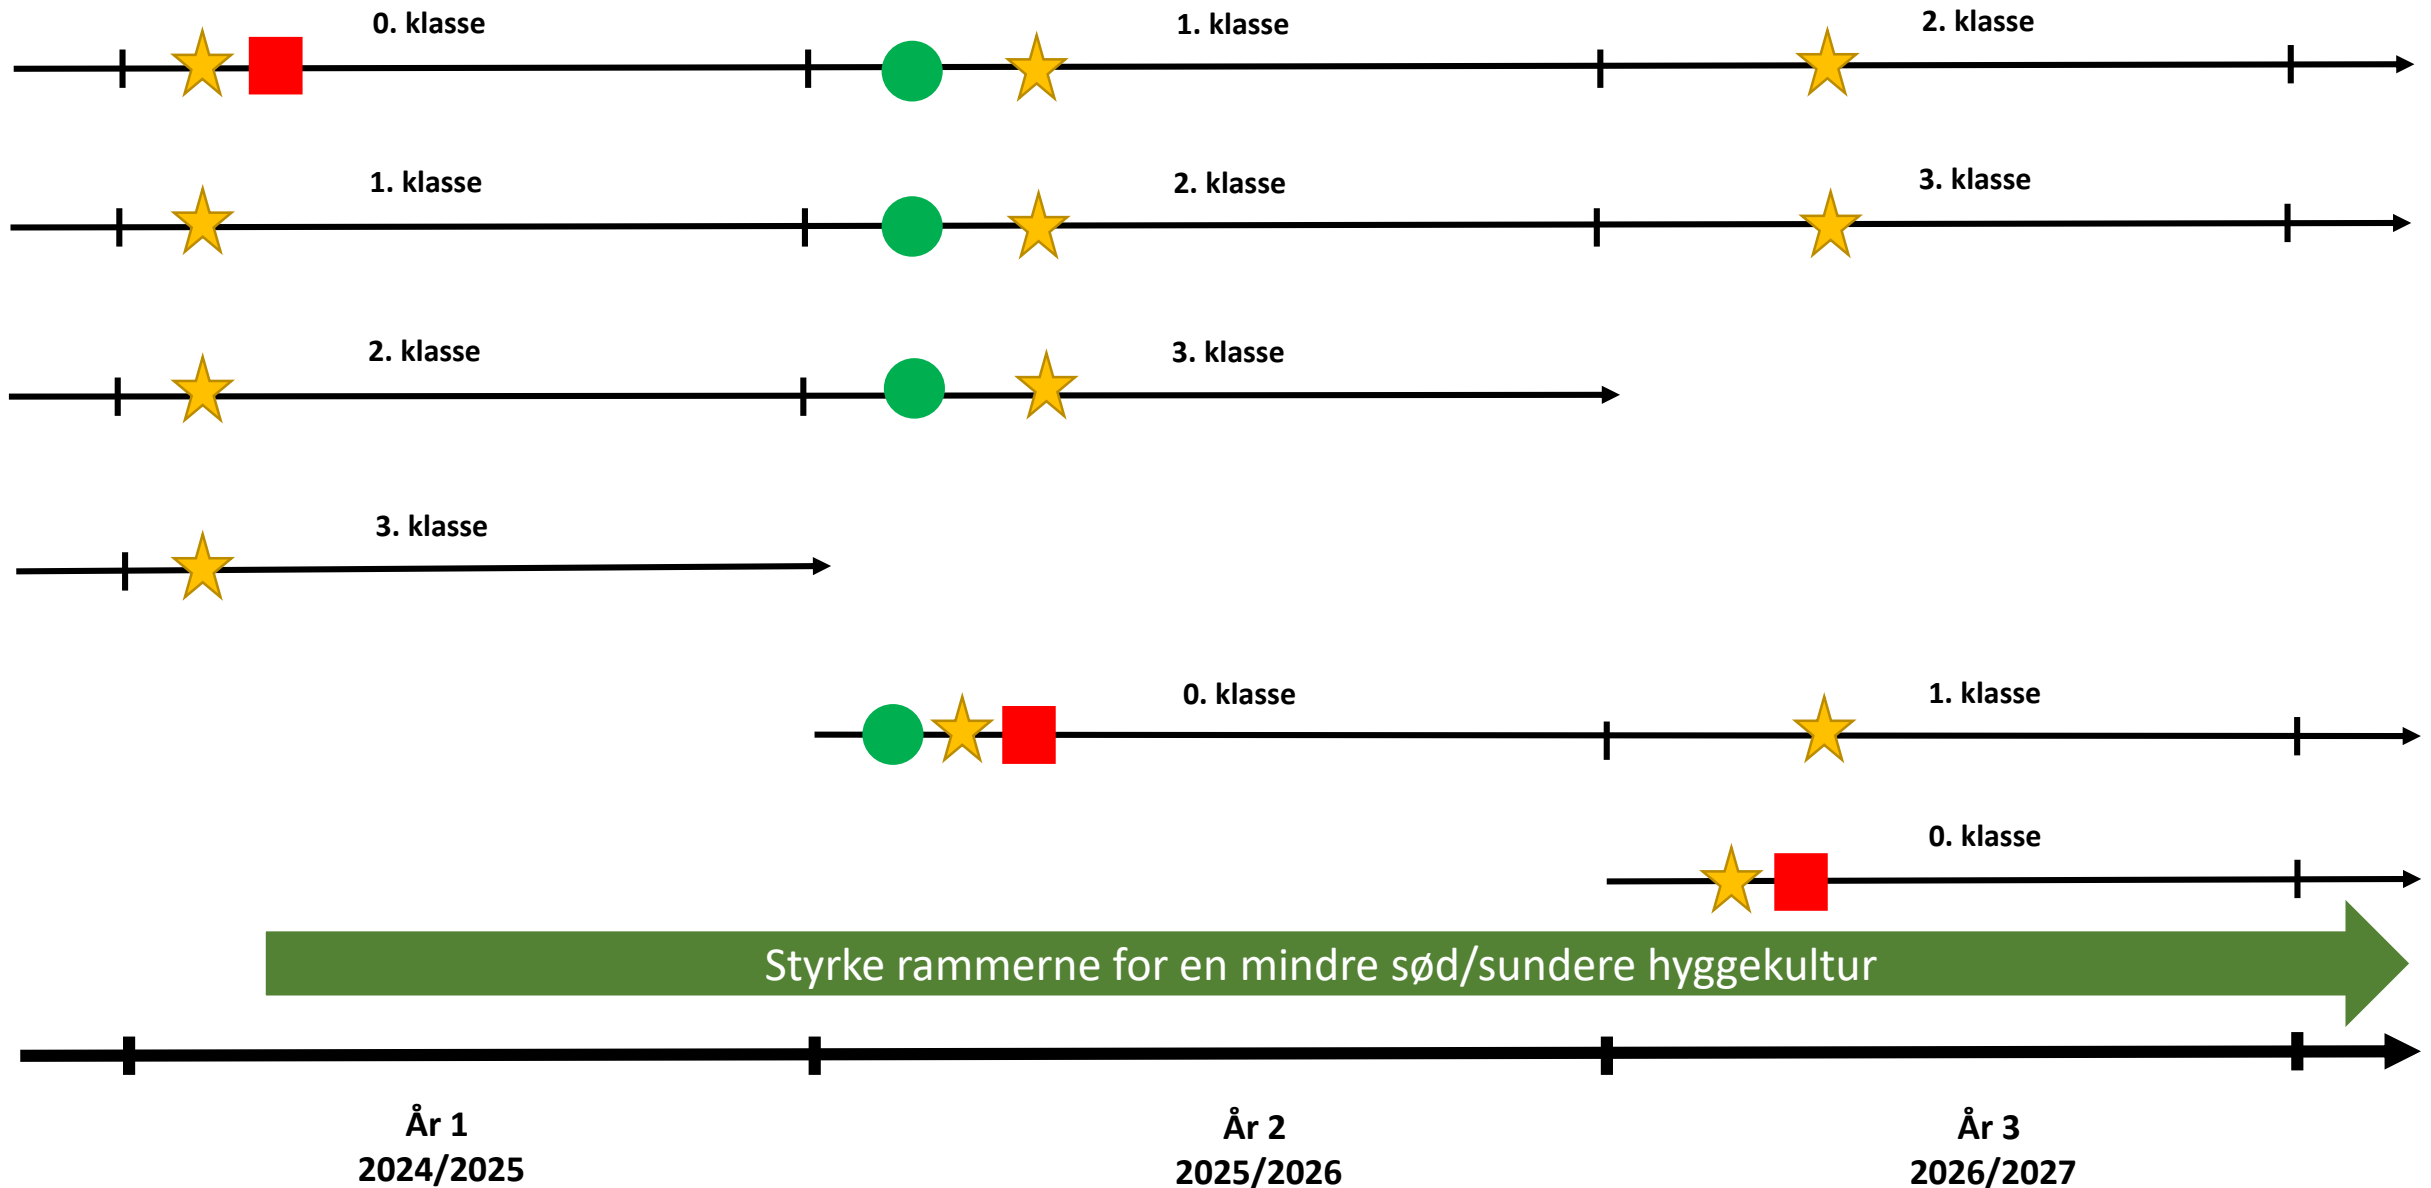 0. klasse
1. klasse
2. klasse
1. klasse
2. klasse
3. klasse
2. klasse
3. klasse
3. klasse
0. klasse
1. klasse
0. klasse
Styrke rammerne for en mindre sød/sundere hyggekultur
År 1
2024/2025
År 2
2025/2026
År 3
2026/2027